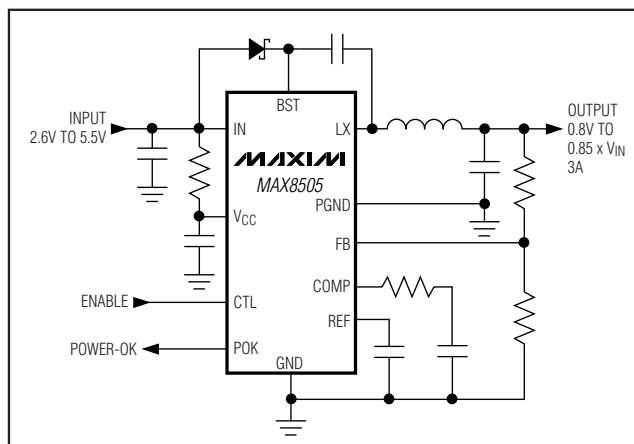 BST
INPUT
2.6V TO 5.5V
IN
LX
OUTPUT
0.8V TO
0.85 x VIN
3A
MAXIM
MAX8505
PGND
VCC
FB
COMP
ENABLE
CTL
REF
POWER-OK
POK
GND